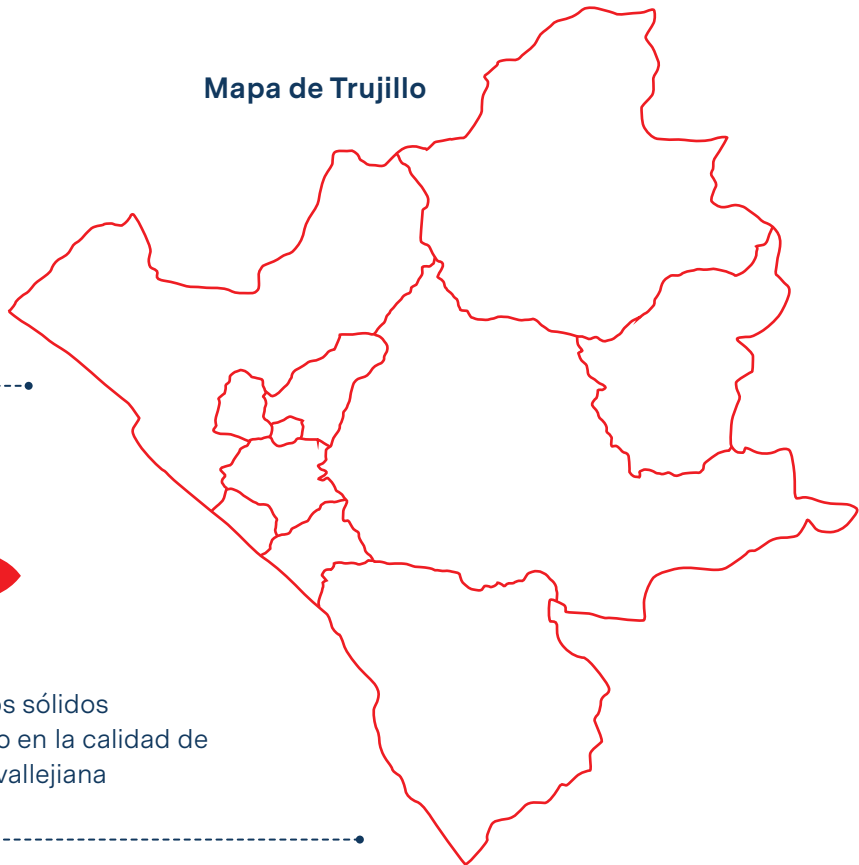 Mapa de Trujillo
os sólidos
o en la calidad de
vallejiana